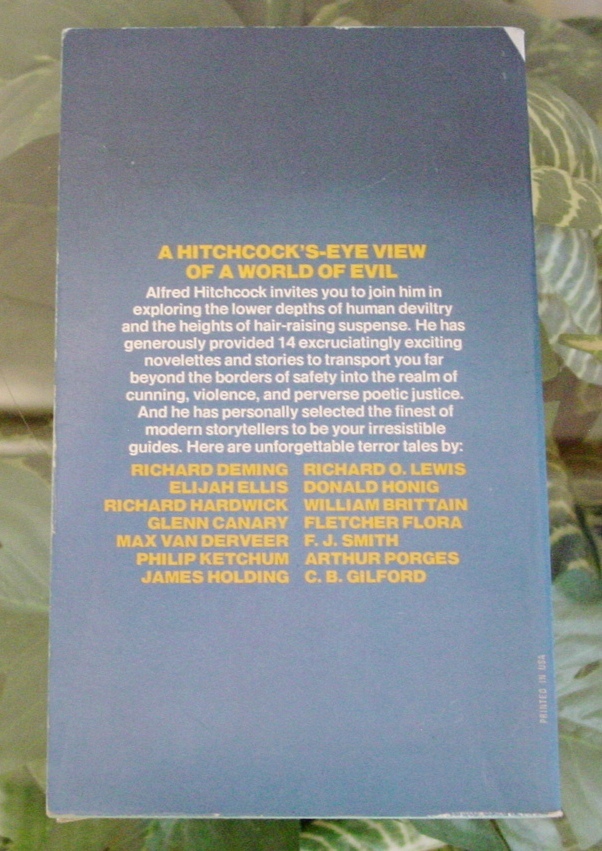 A HITCHCOCK'S-EYE VIEW
OF A WORLD OF EVIL
Alfred Hitchcock invites you to join him in
exploring the lower depths of human deviltry
and the heights of hair-raising suspense. He has
generously provided 14 excruciatingly exciting
novelettes and stories to transport you far
beyond the borders of safety into the realm of
cunning, violence, and perverse poetic justice.
And he has personally selected the finest of
modern storytellers to be your irresistible
guides. Here are unforgettable terror tales by:
RICHARD DEMING RICHARD O. LEWIS
ELIJAH ELLIS DONALD HONIG
RICHARD HARDWICK WILLIAM BRITTAIN
GLENN CANARY FLETCHER FLORA
MAX VAN DERVEER F. J. SMITH
PHILIP KETCHUM ARTHUR PORGES
JAMES HOLDING C. B. GILFORD
PRINTED IN USA